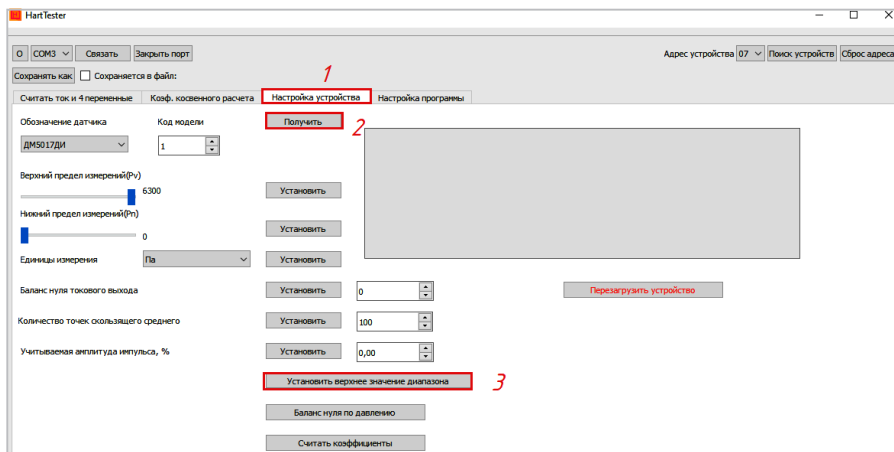 HartTester
О COM3 Связать Закрыть порт Адрес устройства 07 Поиск устройств Сброс адреса
Сохранять как Сохраняется в файл:
1
Считать ток и 4 переменные Коэф. косвенного расчета Настройка устройства Настройка программы
Обозначение датчика Код модели Получить 2
ДМ5017ДИ 1
Верхний предел измерений(Pv)
6300 Установить
Нижний предел измерений(Рп)
0 Установить
Единицы измерения Па Установить
Баланс нуля токового выхода Установить 0 Перезагрузить устройство
Количество точек скользящего среднего Установить 100
Учитываемая амплитуда импульса, % Установить 0,00
Установить верхнее значение диапазона 3
Баланс нуля по давлению
Считать коэффициенты